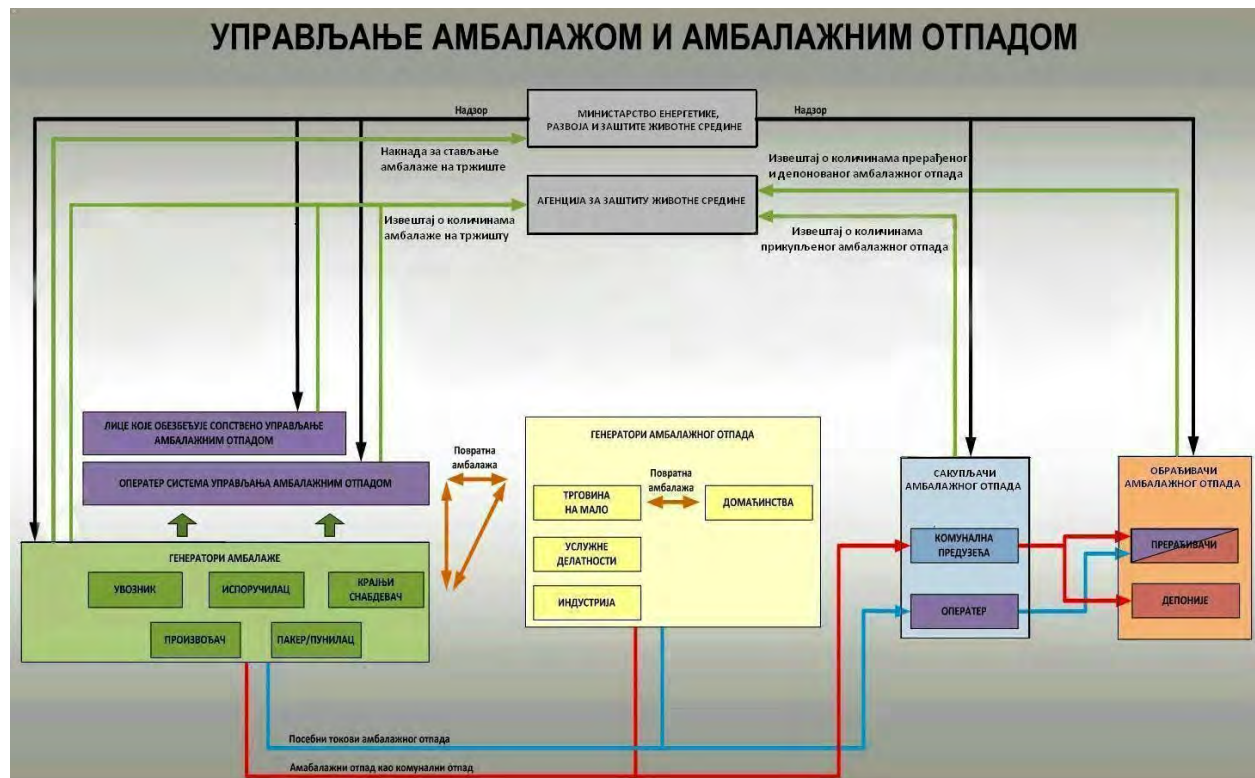 УПРАВЉАЊЕ АМБАЛАЖОМ И АМБАЛАЖНИМ ОТПАДОМ
Надзор
МИНИСТАРСТВО ЕНЕРГЕТИКЕ,
РАЗВОЈА И ЗАШТИТЕ ЖИВОТНЕ СРЕДИНЕ
Надзор
Накнада за стављање
амбалаже на тржиште
Извештај о количинама прерађеног
и депонованог амбалажног отпада
АГЕНЦИЈА ЗА ЗАШТИТУ ЖИВОТНЕ СРЕДИНЕ
Извештај о количинама
амбалаже на тржишту
Извештај о количинама
прикупљеног амбалажног отпада
ЛИЦЕ КОЈЕ ОБЕЗБЕЂУЈЕ СОПСТВЕНО УПРАВЉАЊЕ
АМБАЛАЖНИМ ОТПАДОМ
ОПЕРАТЕР СИСТЕМА УПРАВЉАЊА АМБАЛАЖНИМ ОТПАДОМ
Повратна
амбалажа
ГЕНЕРАТОРИ АМБАЛАЖЕ
УВОЗНИК
ИСПОРУЧИЛАЦ
КРАЈЊИ
СНАБДЕВАЧ
ПРОИЗВОЂАЧ
ПАКЕР/ПУНИЛАЦ
ГЕНЕРАТОРИ АМБАЛАЖНОГ ОТПАДА
ТРГОВИНА
НА МАЛО
Повратна
амбалажа
ДОМАЋИНСТВА
УСЛУЖНЕ
ДЕЛАТНОСТИ
ИНДУСТРИЈА
САКУПЉАЧИ
АМБАЛАЖНОГ ОТПАДА
КОМУНАЛНА
ПРЕДУЗЕЋА
ОПЕРАТЕР
ОБРАЂИВАЧИ
АМБАЛАЖНОГ ОТПАДА
ПРЕРАЂИВАЧИ
ДЕПОНИЈЕ
Посебни токови амбалажног отпада
Амабалажни отпад као комунални отпад